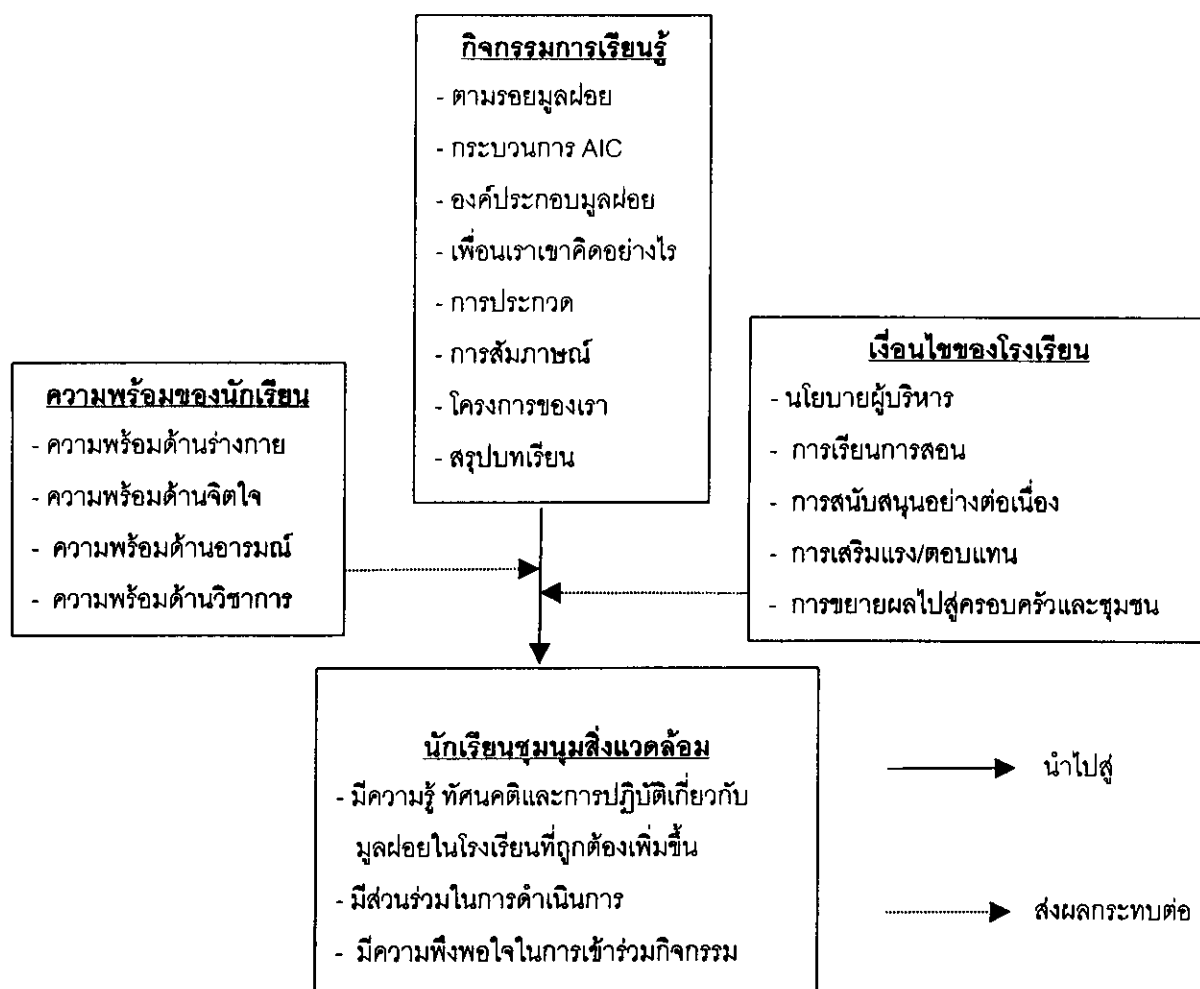 กิจกรรมการเรียนรู้
- ตามรอยมูลฝอย
- กระบวนการ AIC
- องค์ประกอบมูลฝอย
- เพื่อนเราเขาคิดอย่างไร
- การประกวด
- การสัมภาษณ์
- โครงการของเรา
- สรุปบทเรียน
ความพร้อมของนักเรียน
- ความพร้อมด้านร่างกาย
- ความพร้อมด้านจิตใจ
- ความพร้อมด้านอารมณ์
- ความพร้อมด้านวิชาการ
เงื่อนไขของโรงเรียน
- นโยบายผู้บริหาร
- การเรียนการสอน
- การสนับสนุนอย่างต่อเนื่อง
- การเสริมแรง/ตอบแทน
- การขยายผลไปสู่ครอบครัวและชุมชน
นักเรียนชุมนุมสิ่งแวดล้อม
- มีความรู้ ทัศนคติและการปฏิบัติเกี่ยวกับ
มูลฝอยในโรงเรียนที่ถูกต้องเพิ่มขึ้น
- มีส่วนร่วมในการดำเนินการ
- มีความพึงพอใจในการเข้าร่วมกิจกรรม
นำไปสู่
ส่งผลกระทบต่อ